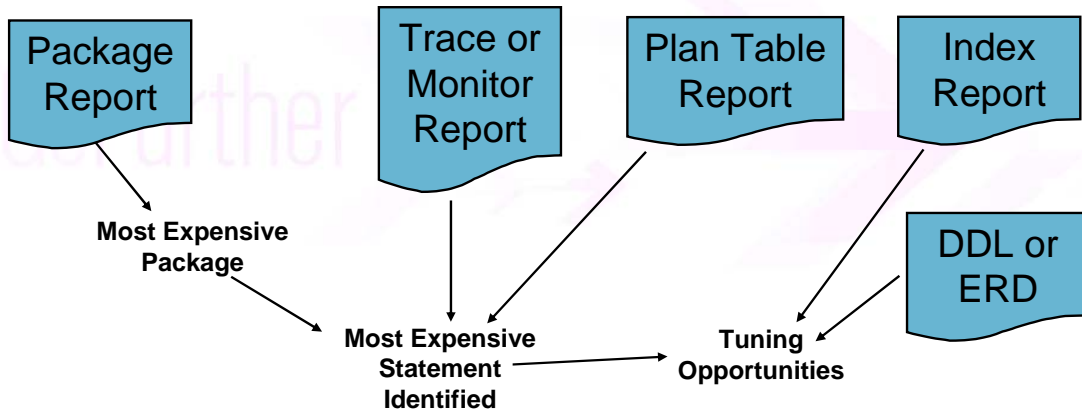 Package
Report
Trace or
Monitor
Report
Plan Table
Report
Index
Report
Most Expensive
Package
DDL or
ERD
Most Expensive
Statement
Identified
Tuning
Opportunities